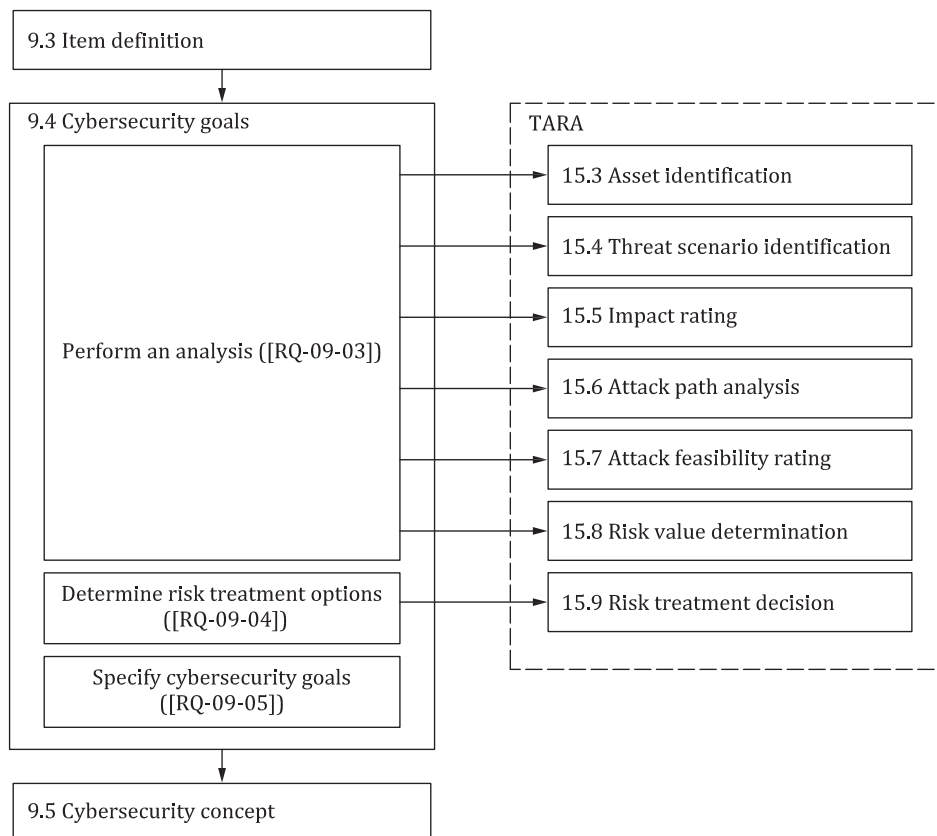 9.3 Item definition
9.4 Cybersecurity goals
Perform an analysis ([RQ-09-03])
Determine risk treatment options
([RQ-09-04])
Specify cybersecurity goals
([RQ-09-05])
9.5 Cybersecurity concept
TARA
15.3 Asset identification
15.4 Threat scenario identification
15.5 Impact rating
15.6 Attack path analysis
15.7 Attack feasibility rating
15.8 Risk value determination
15.9 Risk treatment decision